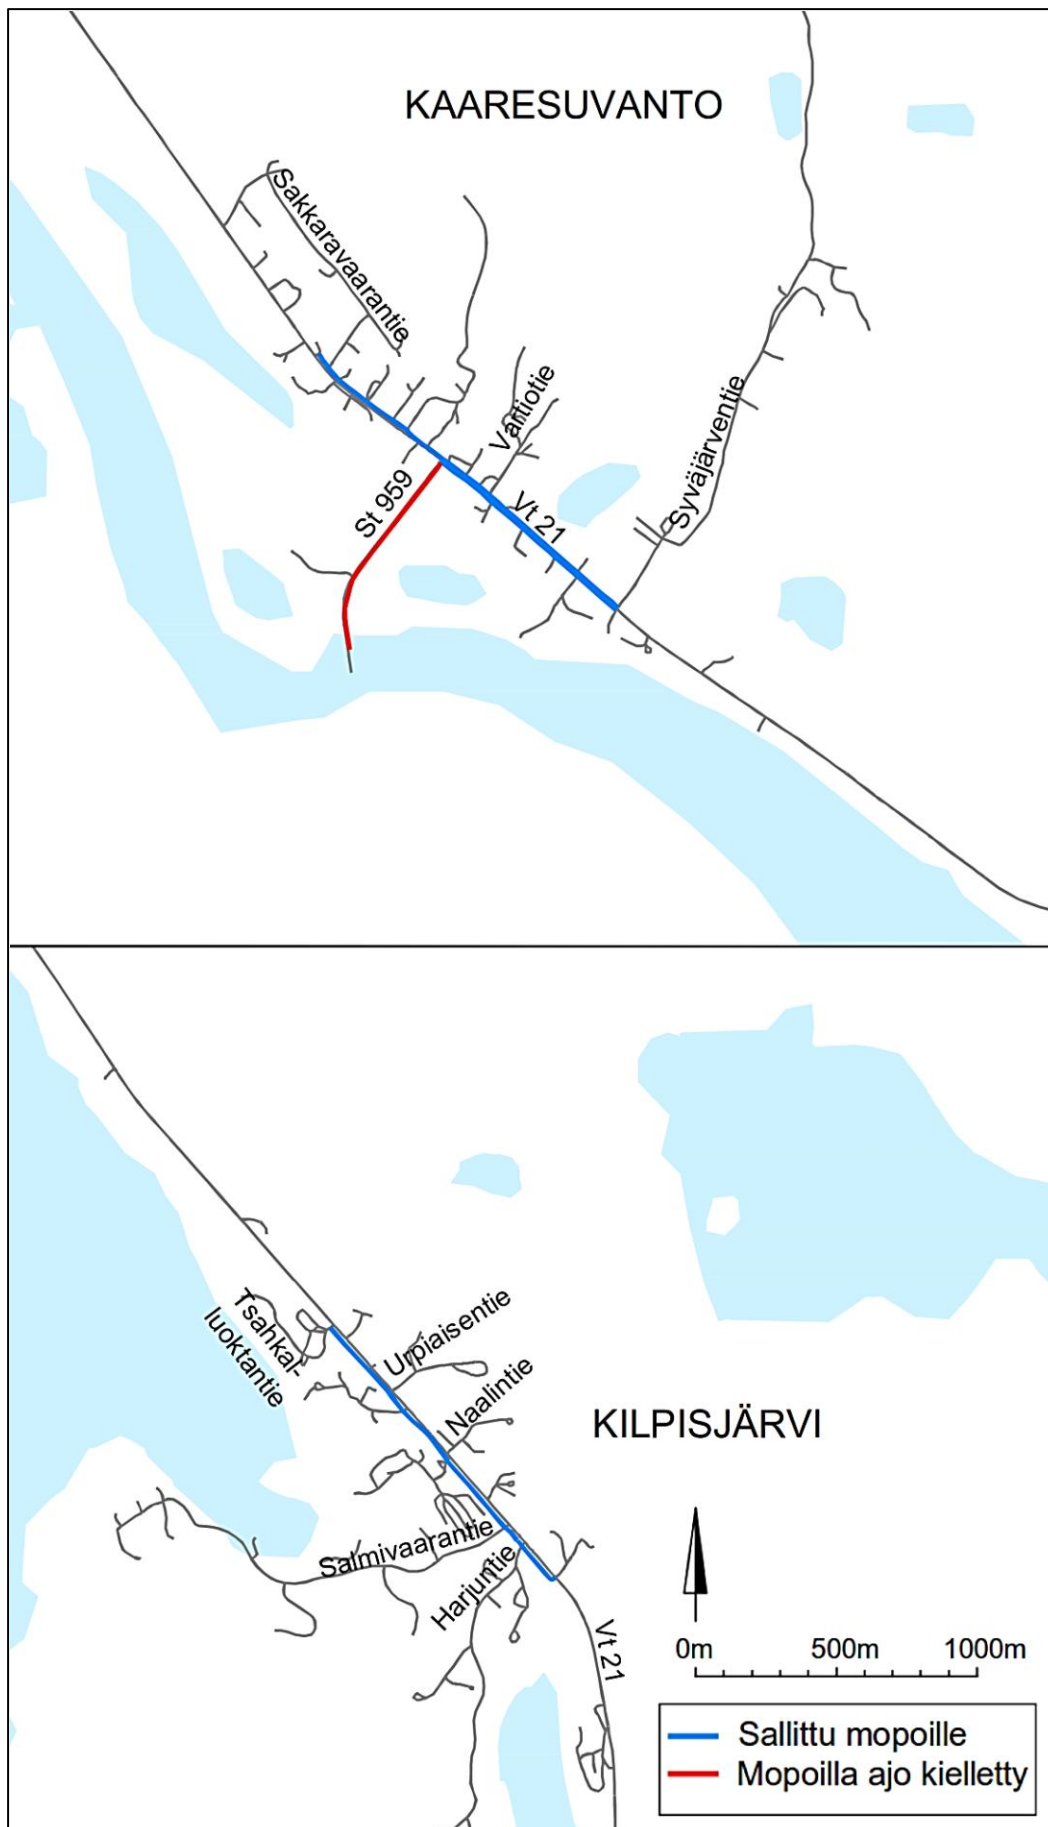 KAARESUVANTO
Sakkaravaarantie
Vartiotie
Syväjärventie
St 959
Vt 21
Tsahkal-
luoktantie
Urpiaisentie
Naalintie
KILPISJÄRVI
Salmivaarantie
Harjuntie
Vt 21
0m 500m 1000m
Sallittu mopoille
Mopoilla ajo kielletty